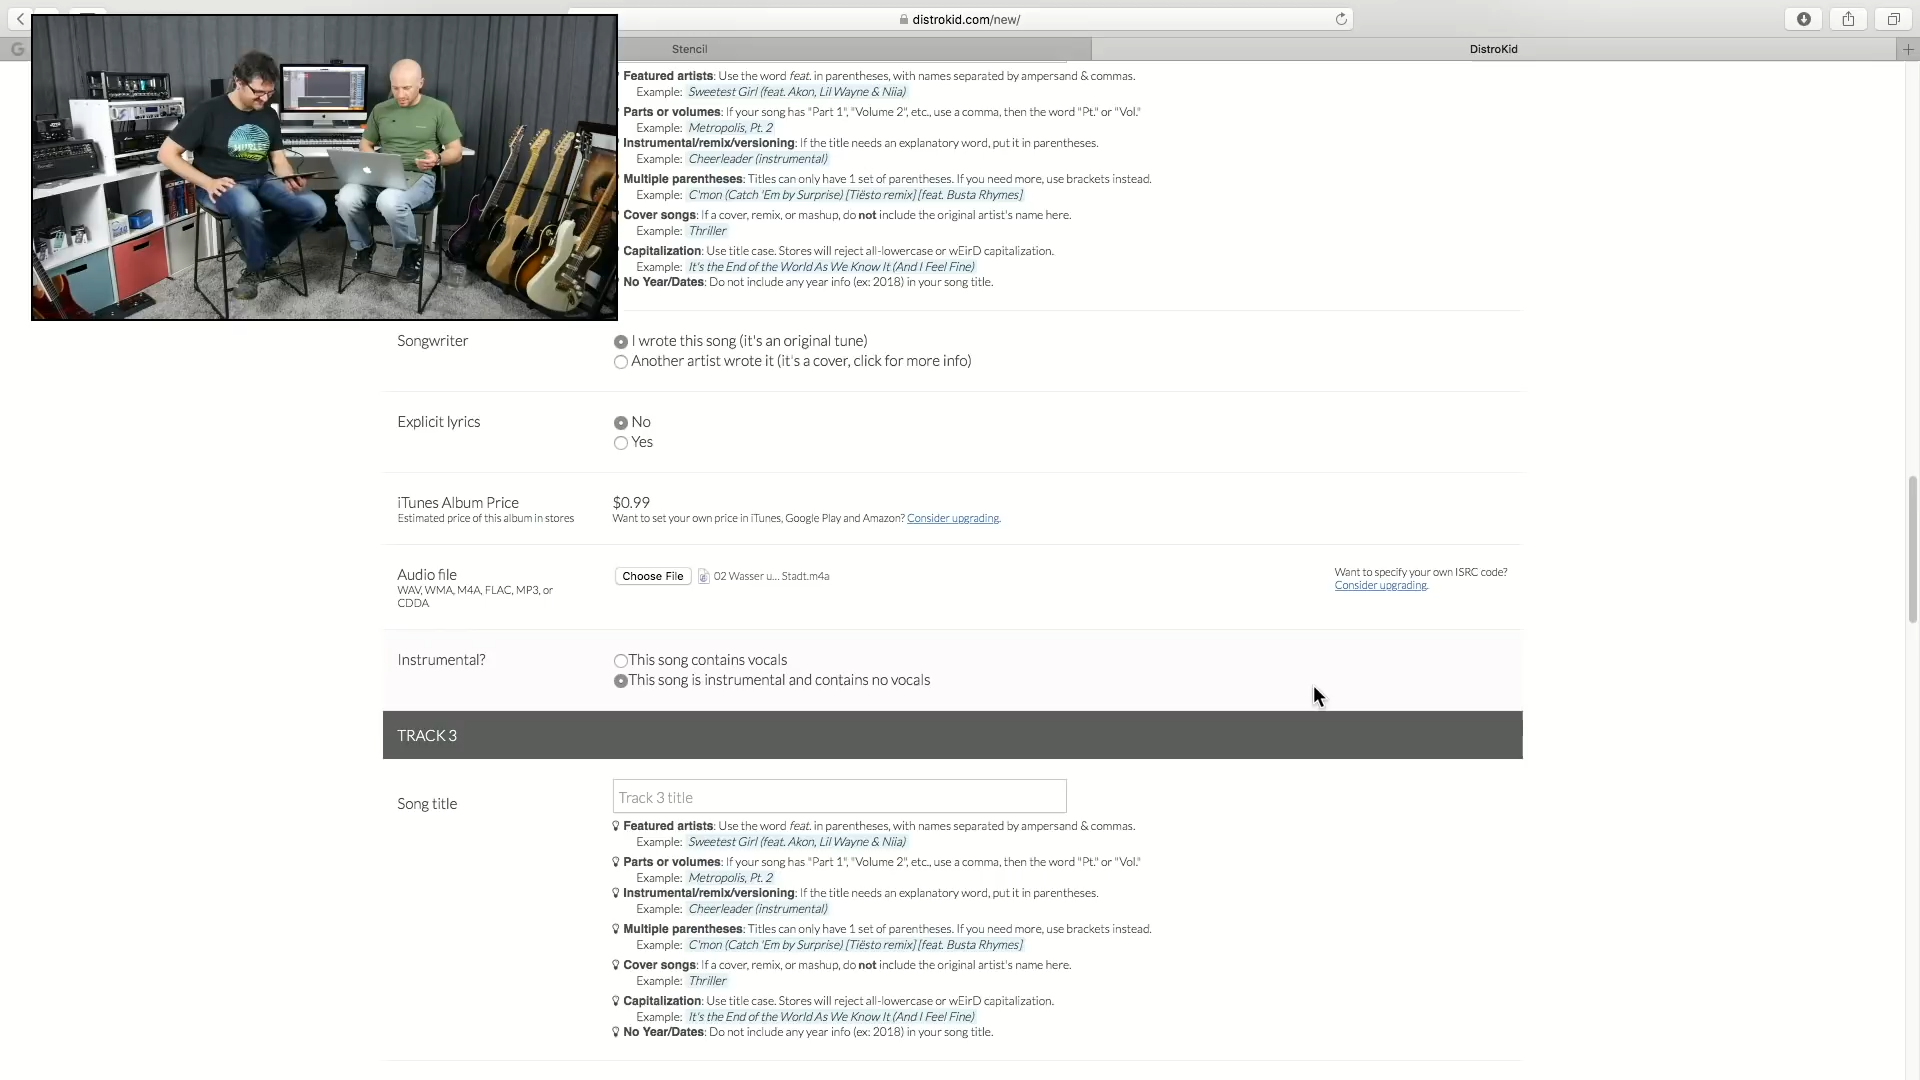 distrokid.com/new/
G
Stencil
DistroKid
Featured artists: Use the word feat. in parentheses, with names separated by ampersand & commas.
Example: Sweetest Girl (feat. Akon, Lil Wayne & Niia)
Parts or volumes: If your song has "Part 1", "Volume 2", etc., use a comma, then the word "Pt." or "Vol."
Example: Metropolis, Pt. 2
Instrumental/remix/versioning: If the title needs an explanatory word, put it in parentheses.
Example: Cheerleader (instrumental)
Multiple parentheses: Titles can only have 1 set of parentheses. If you need more, use brackets instead.
Example: C'mon (Catch 'Em by Surprise) [Tiësto remix] [feat. Busta Rhymes]
Cover songs: If a cover, remix, or mashup, do not include the original artist's name here.
Example: Thriller
Capitalization: Use title case. Stores will reject all-lowercase or wEirD capitalization.
Example: It's the End of the World As We Know It (And I Feel Fine)
No Year/Dates: Do not include any year info (ex: 2018) in your song title.
Songwriter
I wrote this song (it's an original tune)
Another artist wrote it (it's a cover, click for more info)
Explicit lyrics
No
Yes
iTunes Album Price
Estimated price of this album in stores
$0.99
Want to set your own price in iTunes, Google Play and Amazon? Consider upgrading.
Audio file
WAV, WMA, M4A, FLAC, MP3, or
CDDA
Choose File 02 Wasser u... Stadt.m4a
Want to specify your own ISRC code?
Consider upgrading.
Instrumental?
This song contains vocals
This song is instrumental and contains no vocals
TRACK 3
Song title
Track 3 title
Featured artists: Use the word feat. in parentheses, with names separated by ampersand & commas.
Example: Sweetest Girl (feat. Akon, Lil Wayne & Niia)
Parts or volumes: If your song has "Part 1", "Volume 2", etc., use a comma, then the word "Pt." or "Vol."
Example: Metropolis, Pt. 2
Instrumental/remix/versioning: If the title needs an explanatory word, put it in parentheses.
Example: Cheerleader (instrumental)
Multiple parentheses: Titles can only have 1 set of parentheses. If you need more, use brackets instead.
Example: C'mon (Catch 'Em by Surprise) [Tiësto remix] [feat. Busta Rhymes]
Cover songs: If a cover, remix, or mashup, do not include the original artist's name here.
Example: Thriller
Capitalization: Use title case. Stores will reject all-lowercase or wEirD capitalization.
Example: It's the End of the World As We Know It (And I Feel Fine)
No Year/Dates: Do not include any year info (ex: 2018) in your song title.